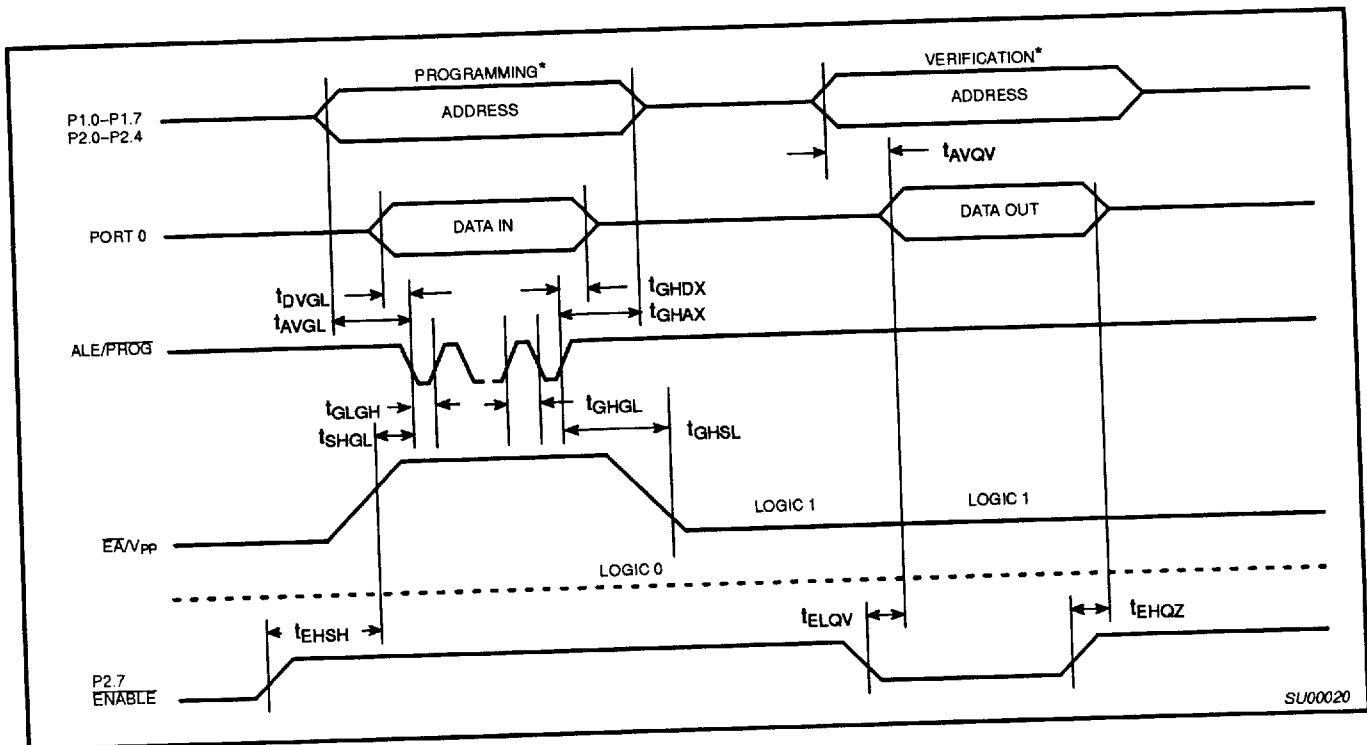 PROGRAMMING*
VERIFICATION*
P1.0–P1.7
P2.0–P2.4
ADDRESS
ADDRESS
tAVQV
PORT 0
DATA IN
DATA OUT
tDVGL
tGHDX
tAVGL
tGHAX
ALE/PROG
tGLGH
tGHGL
tSHGL
tGHSL
LOGIC 1
LOGIC 1
EA/VPP
LOGIC 0
tELQV
tEHQZ
tEHSH
P2.7
ENABLE
SU00020